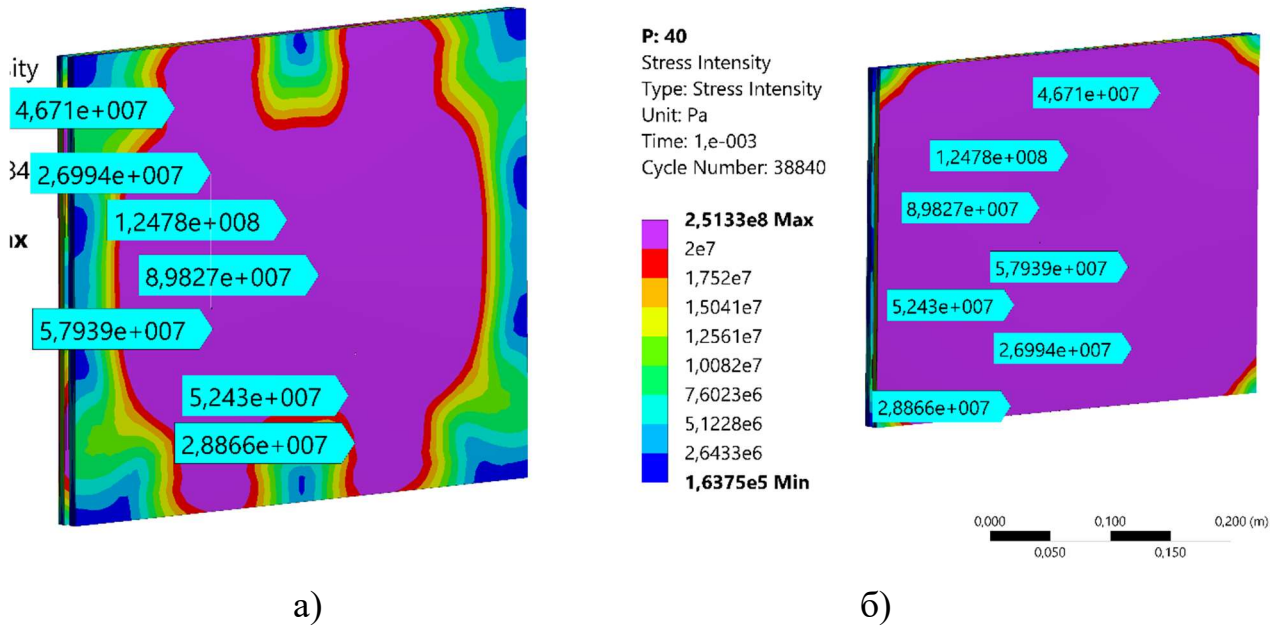 sity
4,671e+007
34
2,6994e+007
1,2478e+008
8,9827e+007
5,7939e+007
5,243e+007
2,8866e+007
P: 40
Stress Intensity
Type: Stress Intensity
Unit: Pa
Time: 1,e-003
Cycle Number: 38840
2,5133e8 Max
2e7
1,752e7
1,5041e7
1,2561e7
1,0082e7
7,6023e6
5,1228e6
2,6433e6
1,6375e5 Min
4,671e+007
1,2478e+008
8,9827e+007
5,7939e+007
5,243e+007
2,6994e+007
2,8866e+007
0,000 0,100 0,200 (m)
0,050 0,150
а)
б)